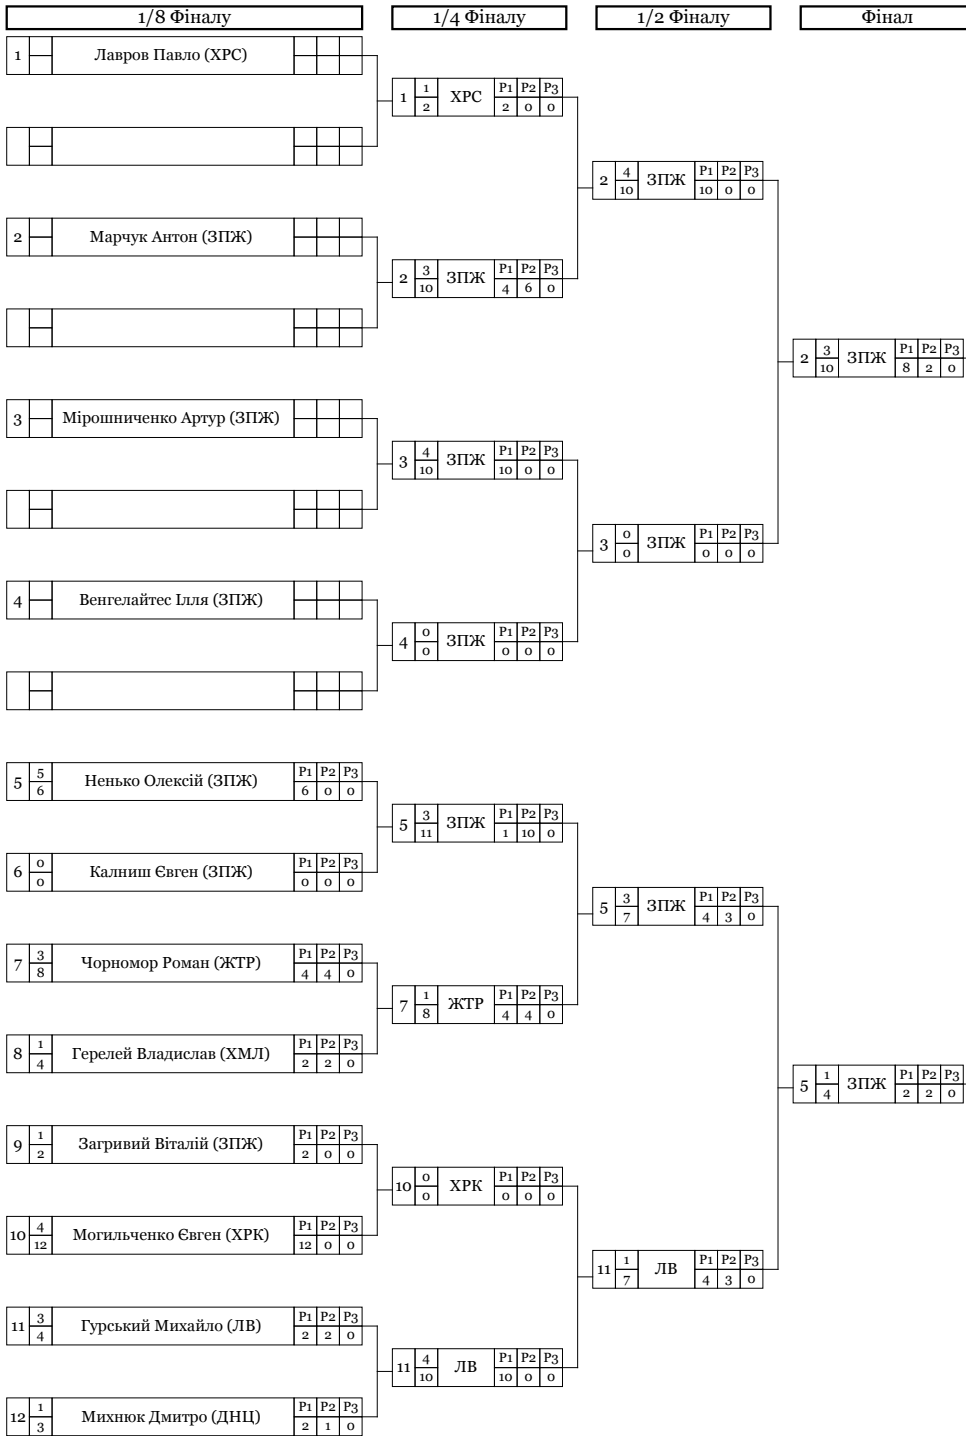 1/8 Фіналу 1/4 Фіналу 1/2 Фіналу Фінал
1 Лавров Павло (ХРС)
1 1 2 ХРС Р1 Р2 Р3 2 0 0
2 4 10 ЗПЖ Р1 Р2 Р3 10 0 0
2 Марчук Антон (ЗПЖ)
2 3 10 ЗПЖ Р1 Р2 Р3 4 6 0
2 3 10 ЗПЖ Р1 Р2 Р3 8 2 0
3 Мірошниченко Артур (ЗПЖ)
3 4 10 ЗПЖ Р1 Р2 Р3 10 0 0
3 0 0 ЗПЖ Р1 Р2 Р3 0 0 0
4 Венгелайтес Ілля (ЗПЖ)
4 0 0 ЗПЖ Р1 Р2 Р3 0 0 0
5 5 6 Ненько Олексій (ЗПЖ) Р1 Р2 Р3 6 0 0
5 3 11 ЗПЖ Р1 Р2 Р3 1 10 0
6 0 0 Калниш Євген (ЗПЖ) Р1 Р2 Р3 0 0 0
5 3 7 ЗПЖ Р1 Р2 Р3 4 3 0
7 3 8 Чорномор Роман (ЖТР) Р1 Р2 Р3 4 4 0
7 1 8 ЖТР Р1 Р2 Р3 4 4 0
8 1 4 Герелей Владислав (ХМЛ) Р1 Р2 Р3 2 2 0
5 1 4 ЗПЖ Р1 Р2 Р3 2 2 0
9 1 2 Загривий Віталій (ЗПЖ) Р1 Р2 Р3 2 0 0
10 0 0 ХРК Р1 Р2 Р3 0 0 0
10 4 12 Могильченко Євген (ХРК) Р1 Р2 Р3 12 0 0
11 1 7 ЛВ Р1 Р2 Р3 4 3 0
11 3 4 Гурський Михайло (ЛВ) Р1 Р2 Р3 2 2 0
11 4 10 ЛВ Р1 Р2 Р3 10 0 0
12 1 3 Михнюк Дмитро (ДНЦ) Р1 Р2 Р3 2 1 0